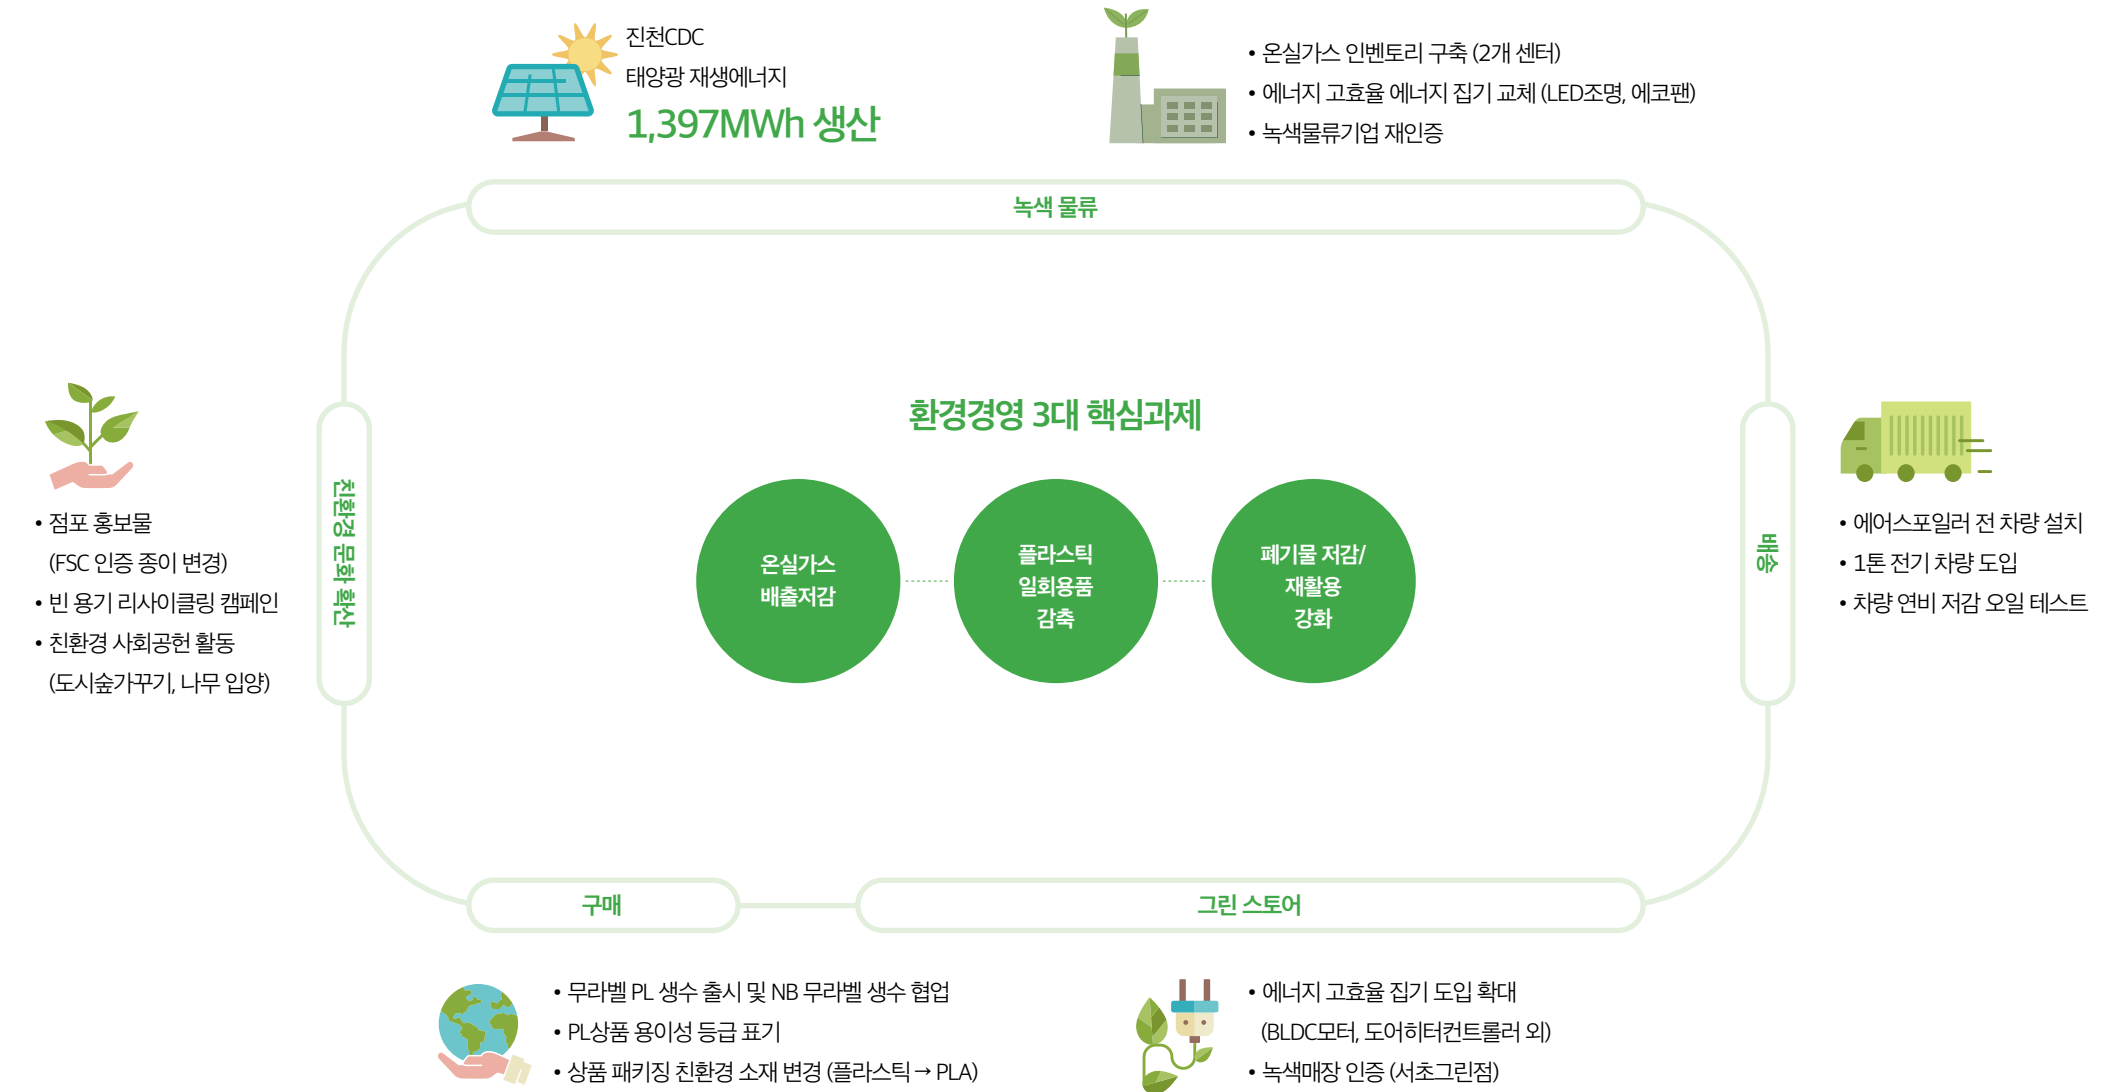 진천CDC
태양광 재생에너지
1,397MWh 생산
• 온실가스 인벤토리 구축 (2개 센터)
• 에너지 고효율 에너지 집기 교체 (LED조명, 에코팬)
• 녹색물류기업 재인증
녹색 물류
환경경영 3대 핵심과제
온실가스
배출저감
플라스틱
일회용품
감축
폐기물 저감/
재활용
강화
친환경 문화 확산
• 점포 홍보물
(FSC 인증 종이 변경)
• 빈 용기 리사이클링 캠페인
• 친환경 사회공헌 활동
(도시숲가꾸기, 나무 입양)
배송
• 에어스포일러 전 차량 설치
• 1톤 전기 차량 도입
• 차량 연비 저감 오일 테스트
구매
• 무라벨 PL 생수 출시 및 NB 무라벨 생수 협업
• PL상품 용이성 등급 표기
• 상품 패키징 친환경 소재 변경 (플라스틱 → PLA)
그린 스토어
• 에너지 고효율 집기 도입 확대
(BLDC모터, 도어히터컨트롤러 외)
• 녹색매장 인증 (서초그린점)